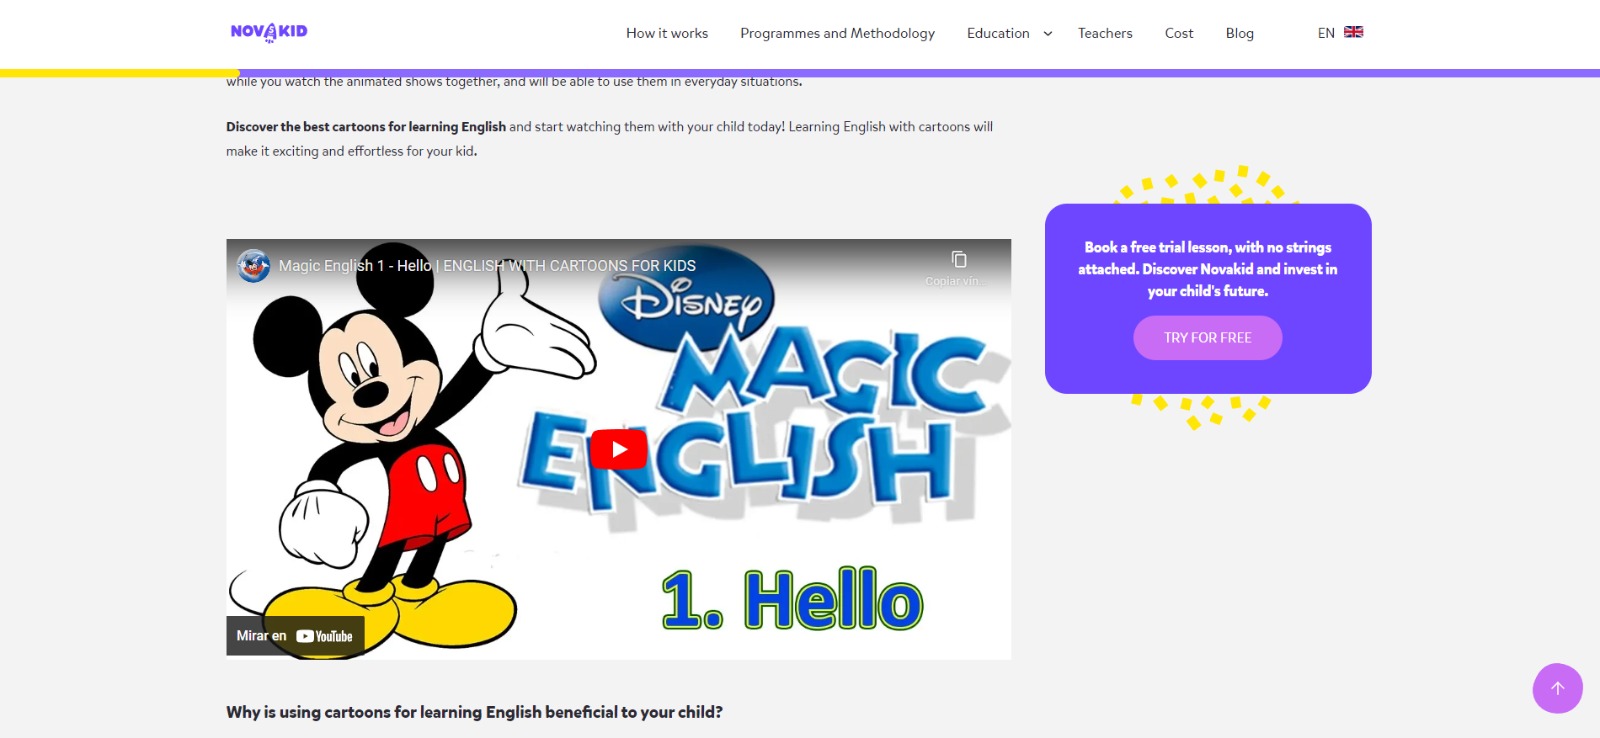 NOVAKID
How it works
Programmes and Methodology
Education
Teachers
Cost
Blog
EN
while you watch the animated shows together, and will be able to use them in everyday situations.
Discover the best cartoons for learning English and start watching them with your child today! Learning English with cartoons will
make it exciting and effortless for your kid.
Magic English 1 - Hello | ENGLISH WITH CARTOONS FOR KIDS
Copiar vín...
DISNEY
MAGIC
ENGLISH
1. Hello
Mirar en YouTube
Book a free trial lesson, with no strings
attached. Discover Novakid and invest in
your child's future.
TRY FOR FREE
Why is using cartoons for learning English beneficial to your child?